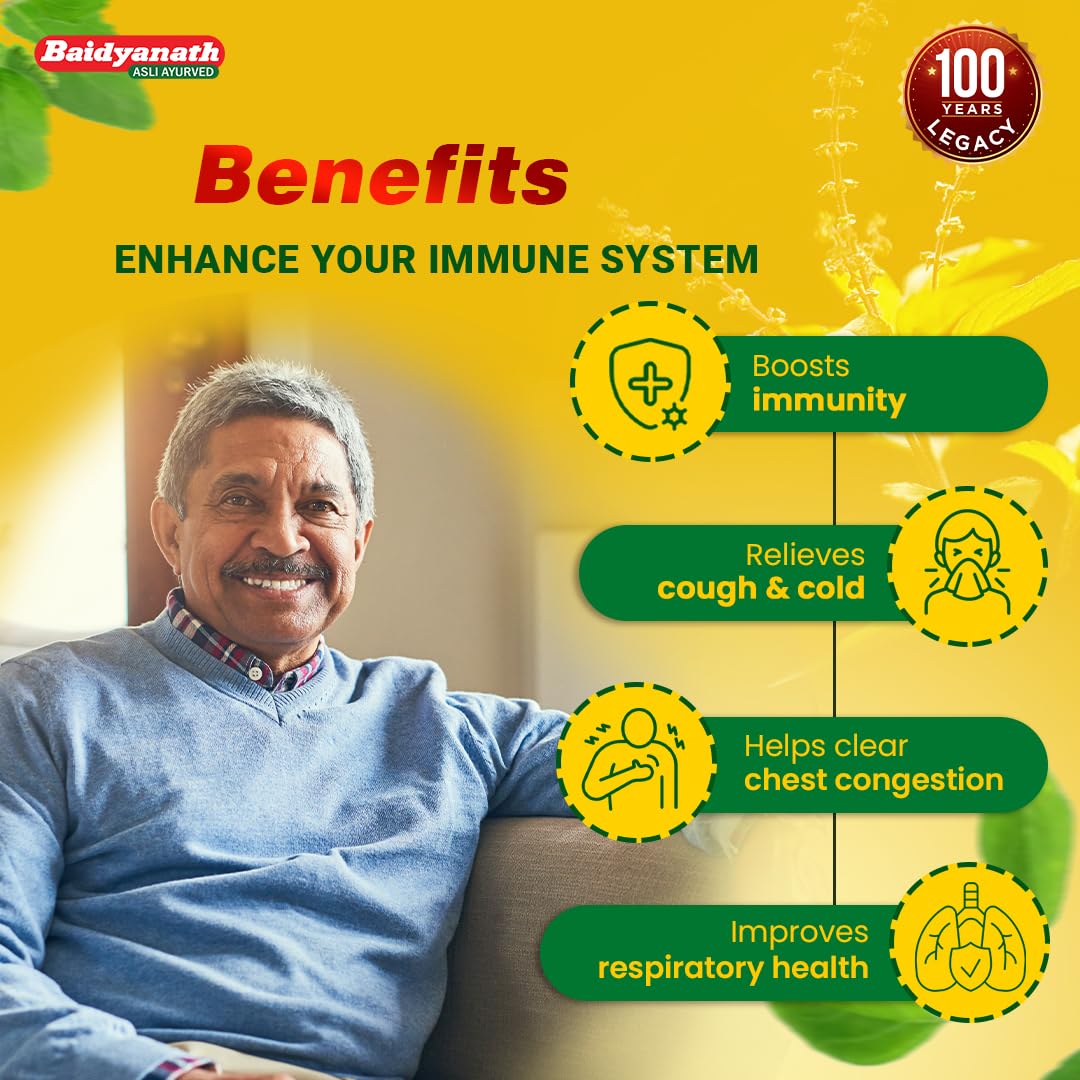 Baidyanath
ASLI AYURVED
100
YEARS
LEGACY
Benefits
ENHANCE YOUR IMMUNE SYSTEM
Boosts
immunity
Relieves
cough & cold
Helps clear
chest congestion
Improves
respiratory health